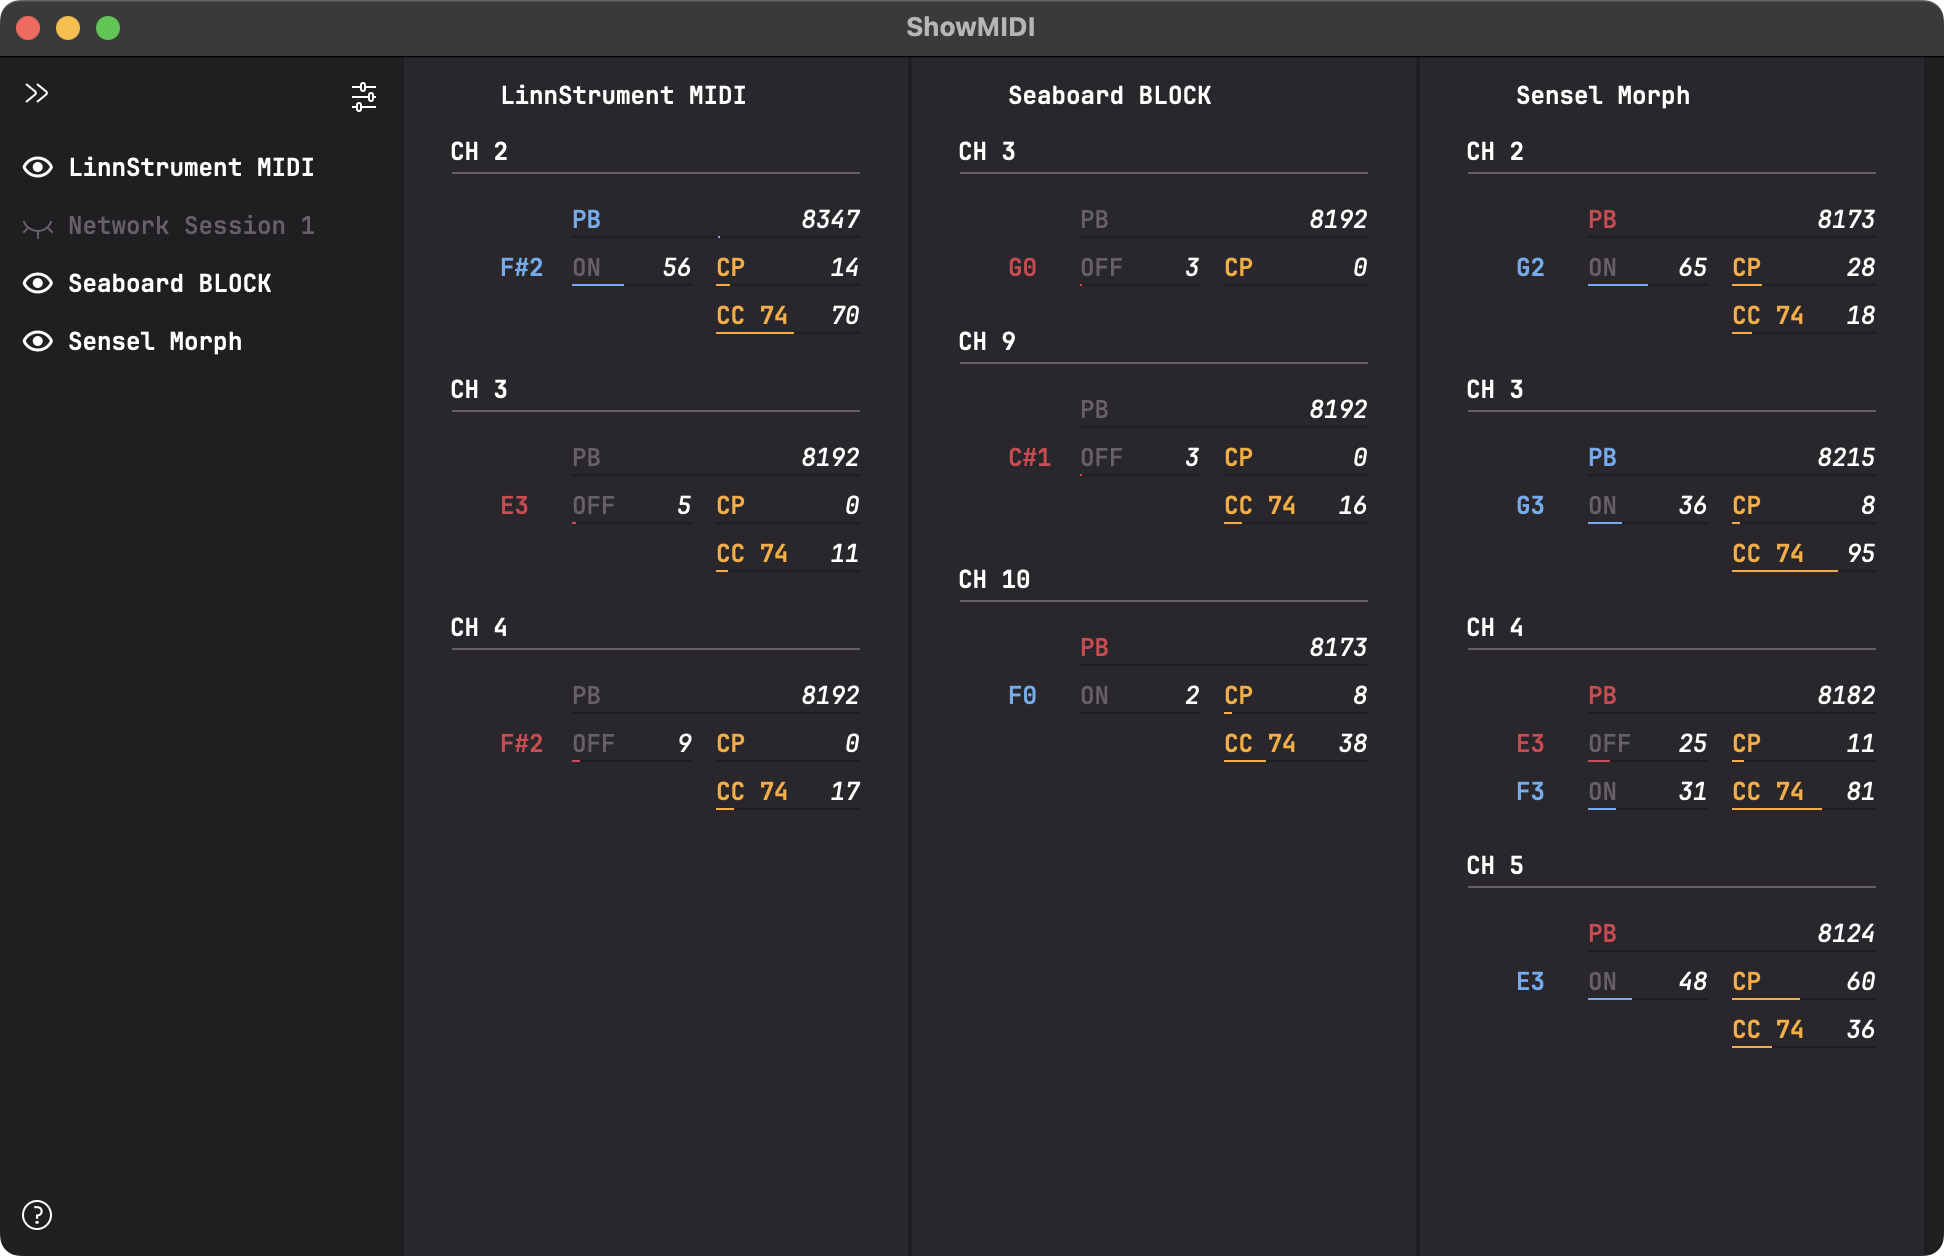 ShowMIDI
LinnStrument MIDI
Network Session 1
Seaboard BLOCK
Sensel Morph
?
LinnStrument MIDI
CH 2
PB 8347
F#2 ON 56 CP 14
CC 74 70
CH 3
PB 8192
E3 OFF 5 CP 0
CC 74 11
CH 4
PB 8192
F#2 OFF 9 CP 0
CC 74 17
Seaboard BLOCK
CH 3
PB 8192
G0 OFF 3 CP 0
CH 9
PB 8192
C#1 OFF 3 CP 0
CC 74 16
CH 10
PB 8173
F0 ON 2 CP 8
CC 74 38
Sensel Morph
CH 2
PB 8173
G2 ON 65 CP 28
CC 74 18
CH 3
PB 8215
G3 ON 36 CP 8
CC 74 95
CH 4
PB 8182
E3 OFF 25 CP 11
F3 ON 31 CC 74 81
CH 5
PB 8124
E3 ON 48 CP 60
CC 74 36